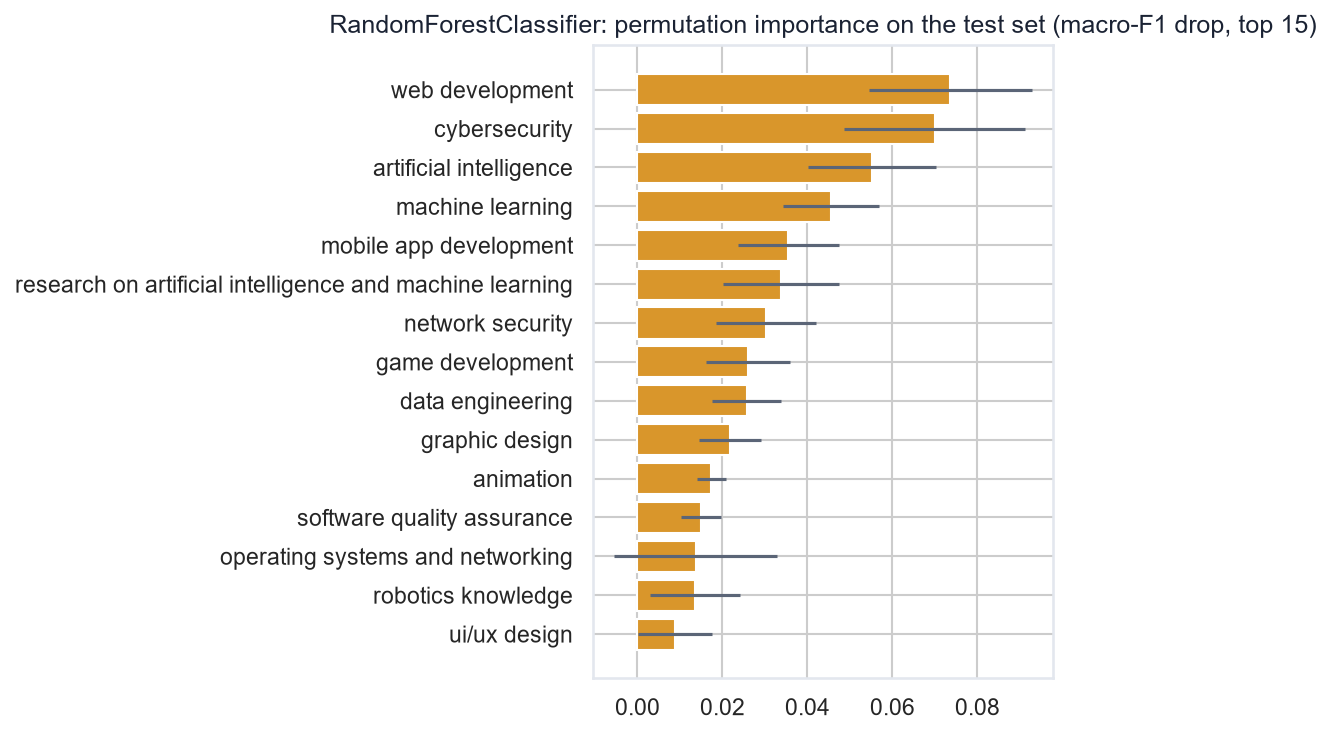 RandomForestClassifier: permutation importance on the test set (macro-F1 drop, top 15)
web development
cybersecurity
artificial intelligence
machine learning
mobile app development
research on artificial intelligence and machine learning
network security
game development
data engineering
graphic design
animation
software quality assurance
operating systems and networking
robotics knowledge
ui/ux design
0.00 0.02 0.04 0.06 0.08